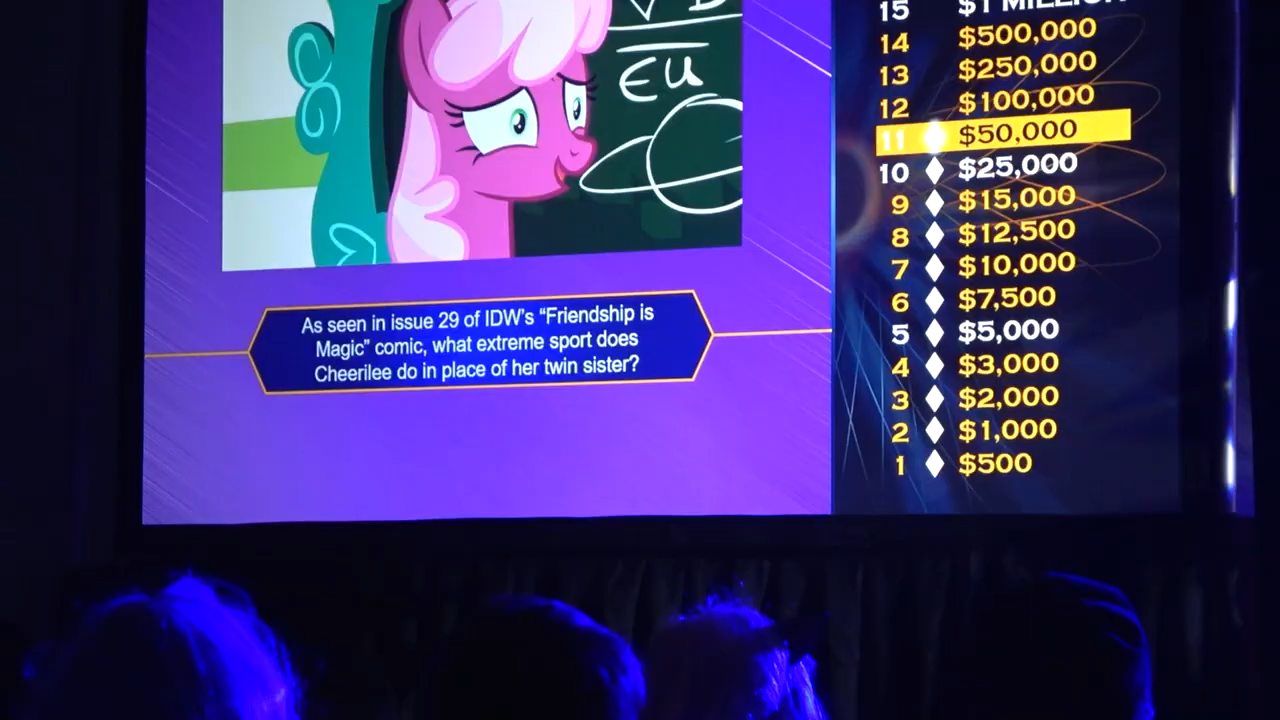 EU
As seen in issue 29 of IDW's “Friendship is
Magic” comic, what extreme sport does
Cheerilee do in place of her twin sister?
15 $1 MILLION
14 $500,000
13 $250,000
12 $100,000
11 $50,000
10 $25,000
9 $15,000
8 $12,500
7 $10,000
6 $7,500
5 $5,000
4 $3,000
3 $2,000
2 $1,000
1 $500